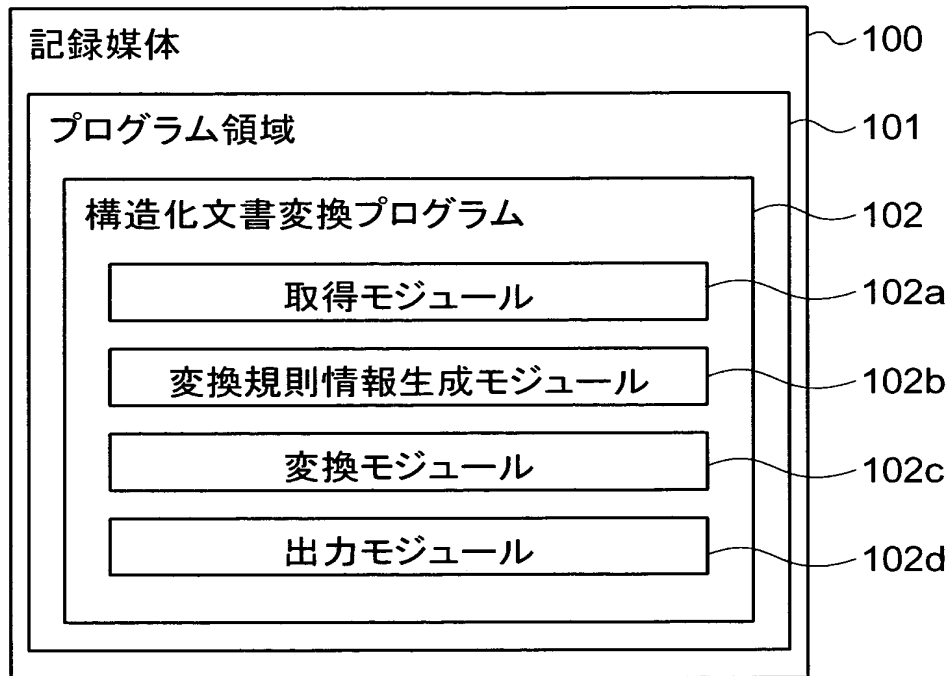 記録媒体
100
プログラム領域
101
構造化文書変換プログラム
102
取得モジュール
102a
変換規則情報生成モジュール
102b
変換モジュール
102c
出力モジュール
102d